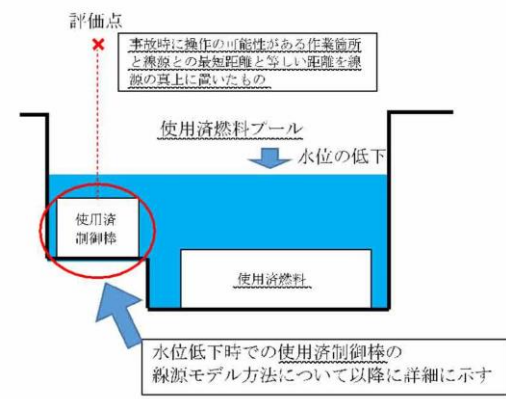 評価点
事故時に操作の可能性がある作業箇所
と線源との最短距離と等しい距離を線
源の真上に置いたもの
使用済燃料プール
水位の低下
使用済
制御棒
使用済燃料
水位低下時での使用済制御棒の
線源モデル方法について以降に詳細に示す